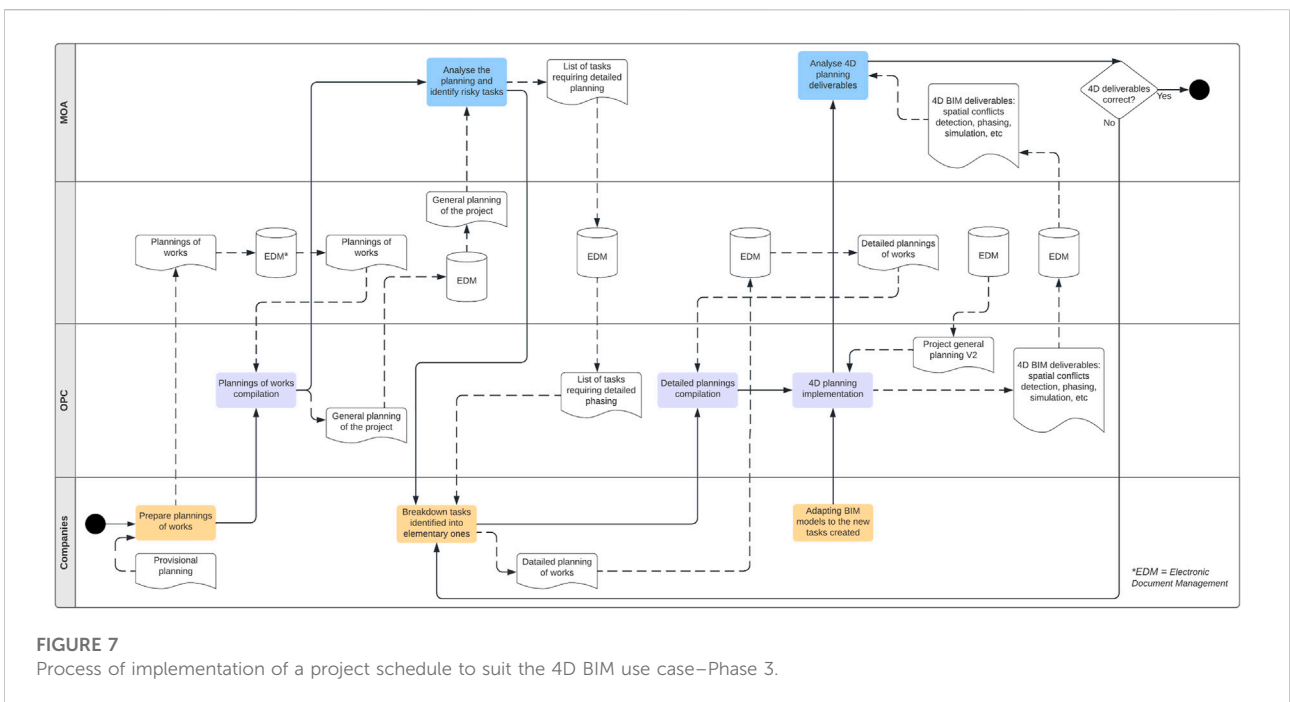 MOA
Analyse the
planning and
identify risky tasks
List of tasks
requiring detailed
planning
Analyse 4D
planning
deliverables
4D BIM deliverables:
spatial conflicts
detection, phasing,
simulation, etc
4D deliverables
correct?
Yes
No
Plannings of
works
EDM*
Plannings of
works
General planning
of the project
EDM
EDM
EDM
Detailed plannings
of works
EDM
EDM
OPC
Plannings of works
compilation
General planning
of the project
List of tasks
requiring detailed
phasing
Detailed plannings
compilation
4D planning
implementation
Project general
planning V2
4D BIM deliverables:
spatial conflicts
detection, phasing,
simulation, etc
Companies
Prepare plannings
of works
Provisional
planning
Breakdown tasks
identified into
elementary ones
Datailed planning
of works
Adapting BIM
models to the new
tasks created
*EDM = Electronic
Document Management
FIGURE 7
Process of implementation of a project schedule to suit the 4D BIM use case–Phase 3.